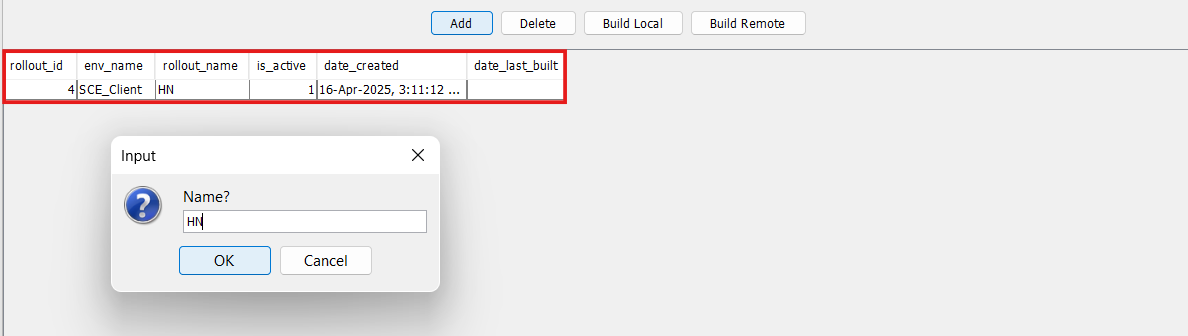 Add Delete Build Local Build Remote
rollout_id env_name rollout_name is_active date_created date_last_built
4 SCE_Client HN 1 16-Apr-2025, 3:11:12 ...
Input
Name?
HN
OK Cancel